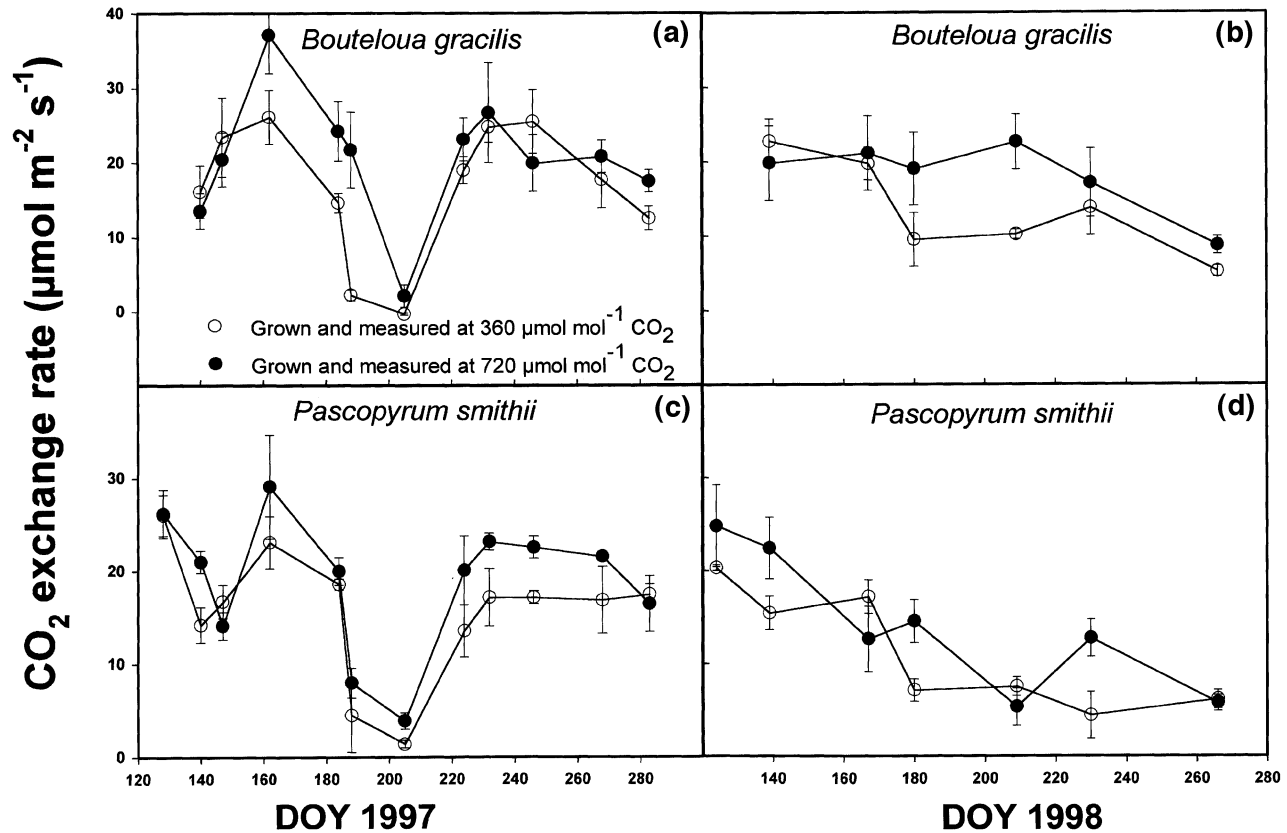 CO2 exchange rate (µmol m-2 s-1)
40
30
20
10
0
Bouteloua gracilis
(a)
Grown and measured at 360 µmol mol-1 CO2
Grown and measured at 720 µmol mol-1 CO2
Bouteloua gracilis
(b)
30
20
10
0
Pascopyrum smithii
(c)
Pascopyrum smithii
(d)
120 140 160 180 200 220 240 260 280
140 160 180 200 220 240 260 280
DOY 1997
DOY 1998